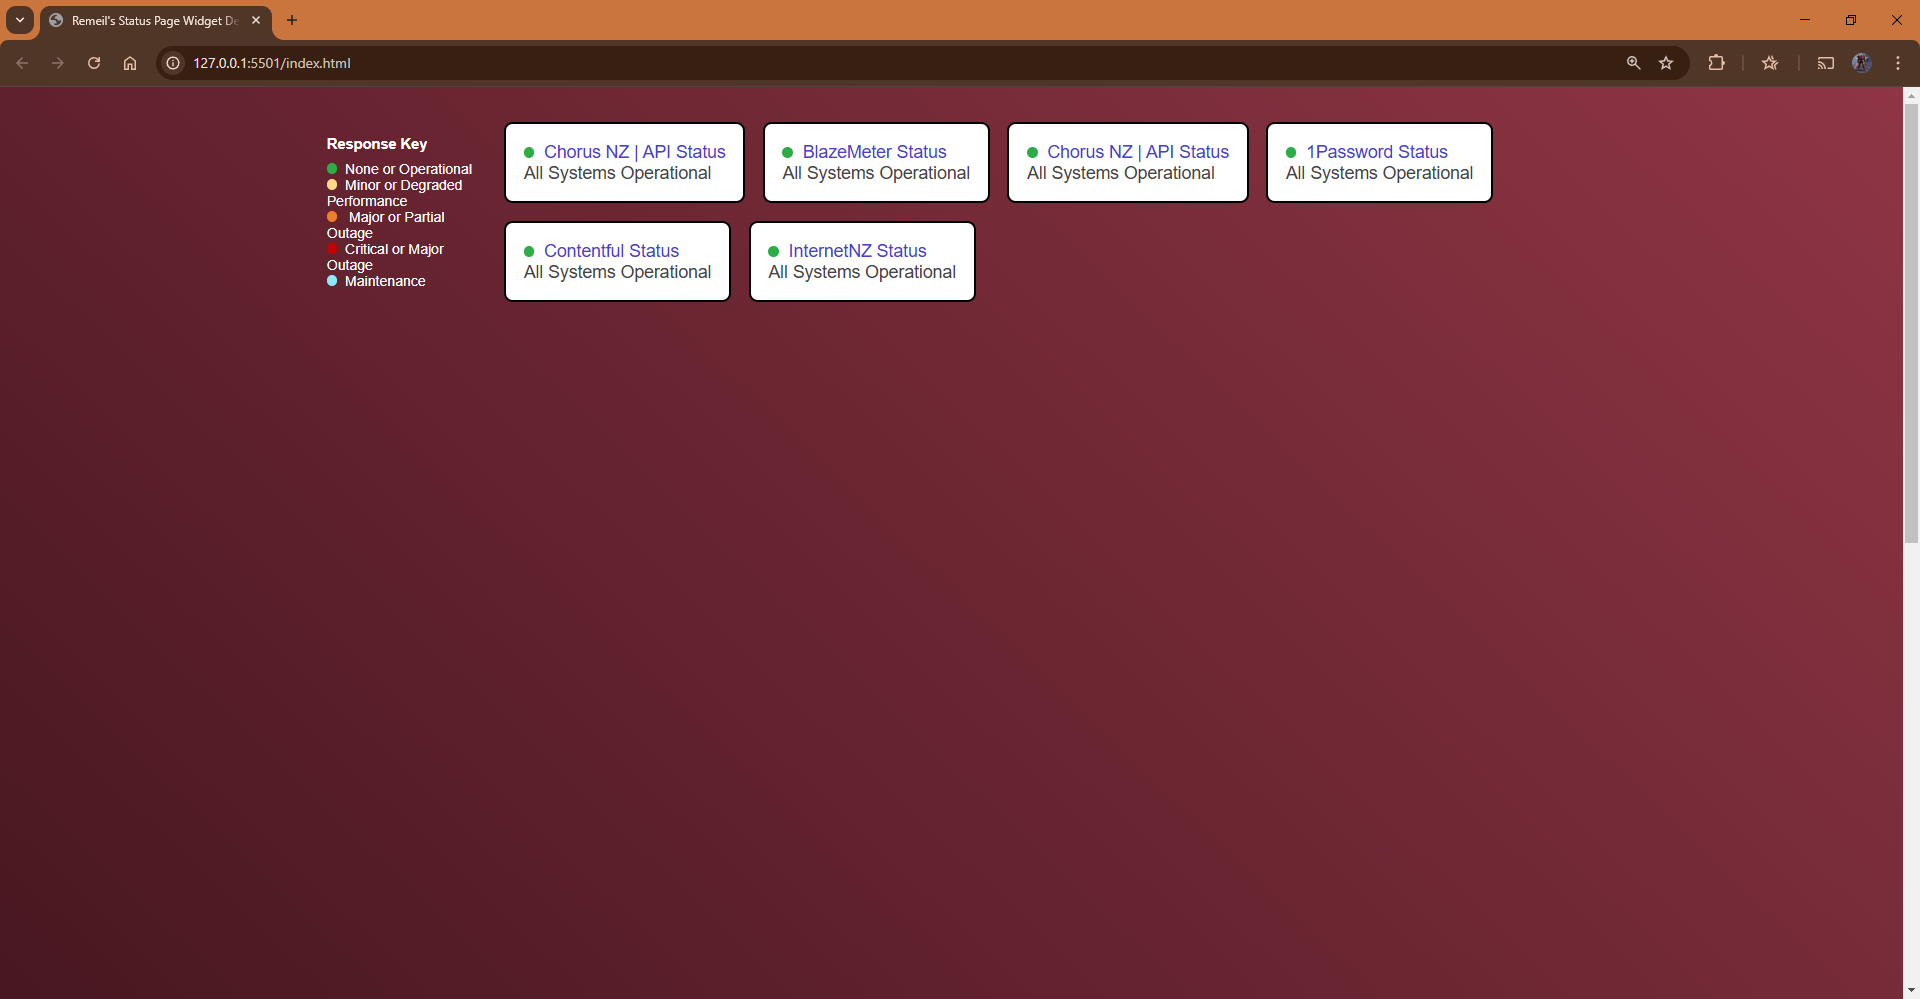 Remeil's Status Page Widget De
127.0.0.1:5501/index.html
Response Key
None or Operational
Minor or Degraded
Performance
Major or Partial
Outage
Critical or Major
Outage
Maintenance
Chorus NZ | API Status
All Systems Operational
BlazeMeter Status
All Systems Operational
Chorus NZ | API Status
All Systems Operational
1Password Status
All Systems Operational
Contentful Status
All Systems Operational
InternetNZ Status
All Systems Operational